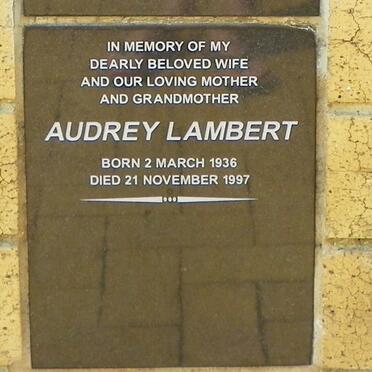 IN MEMORY OF MY
DEARLY BELOVED WIFE
AND OUR LOVING MOTHER
AND GRANDMOTHER
AUDREY LAMBERT
BORN 2 MARCH 1936
DIED 21 NOVEMBER 1997